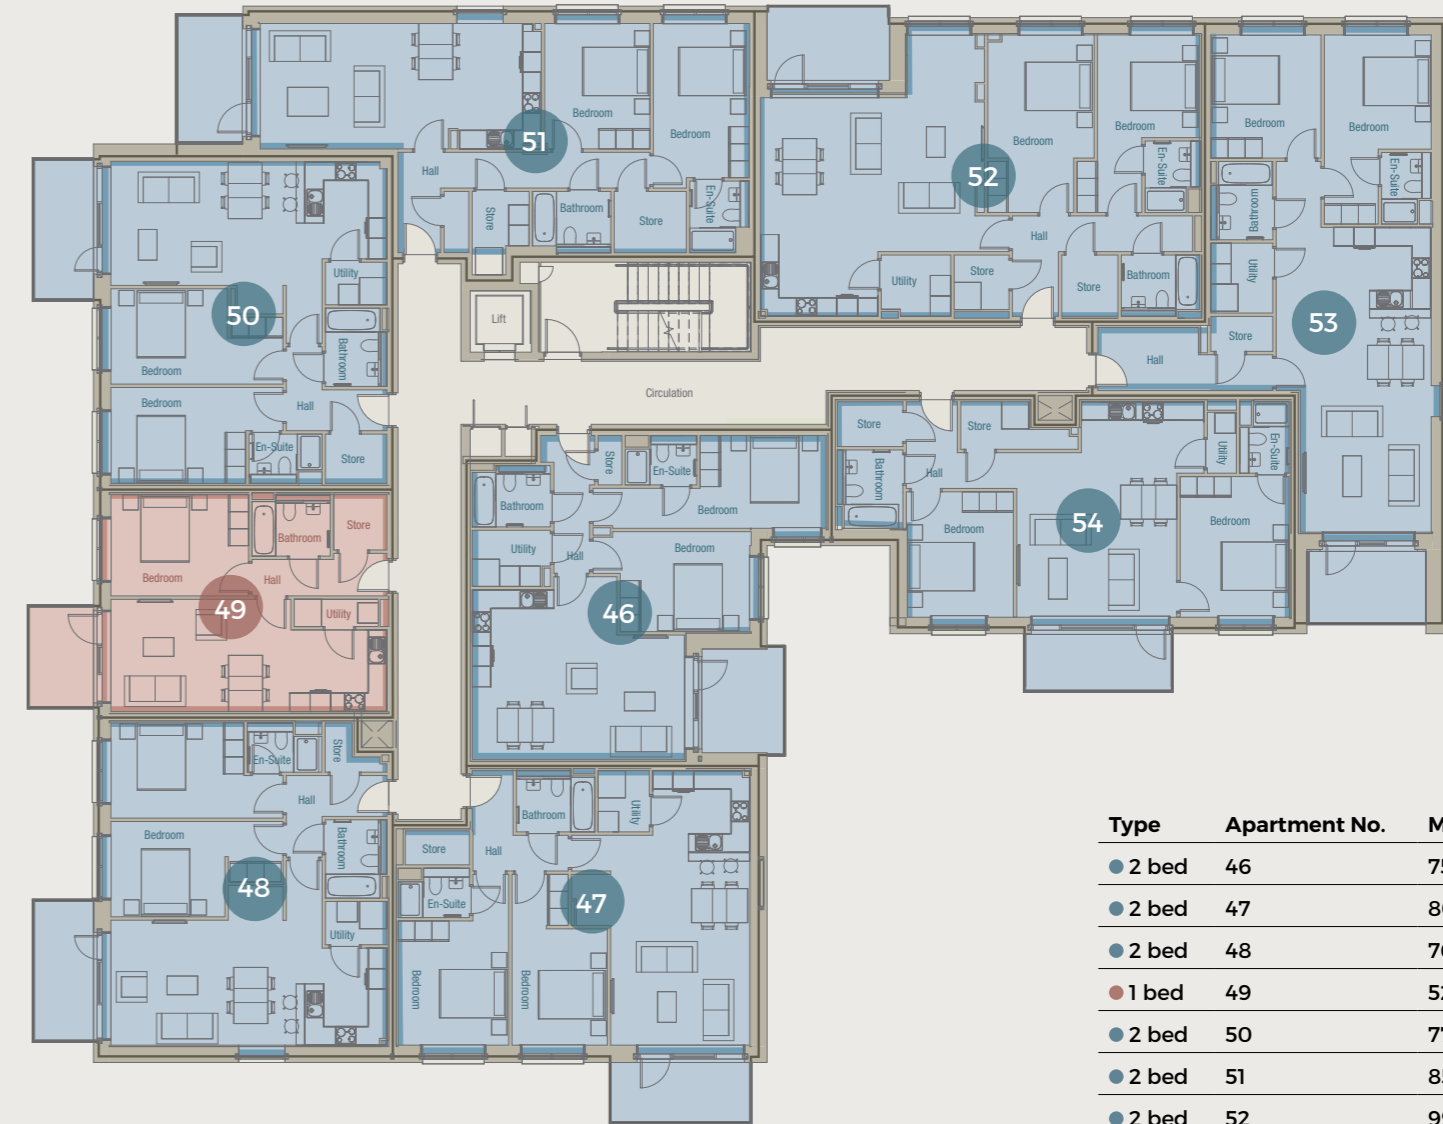 51
Bedroom
Bedroom
Hall
Store
Bathroom
Store
En-Suite
52
Bedroom
Bedroom
En-Suite
Hall
Utility
Store
Store
Bathroom
Bedroom
Bedroom
En-Suite
Bathroom
Utility
53
Store
Hall
50
Utility
Bedroom
Bathroom
Bedroom
Hall
En-Suite
Store
Lift
Circulation
Store
Store
Bathroom
Hall
Utility
En-Suite
Bedroom
54
Bedroom
Store
En-Suite
Bathroom
Bedroom
Utility
Hall
Bedroom
46
Bathroom
Store
Bedroom
Hall
49
Utility
En-Suite
Store
Hall
Bedroom
Bathroom
48
Utility
Bathroom
Utility
Store
Hall
En-Suite
47
Bedroom
Bedroom
Type Apartment No.
2 bed 46
2 bed 47
2 bed 48
1 bed 49
2 bed 50
2 bed 51
2 bed 52